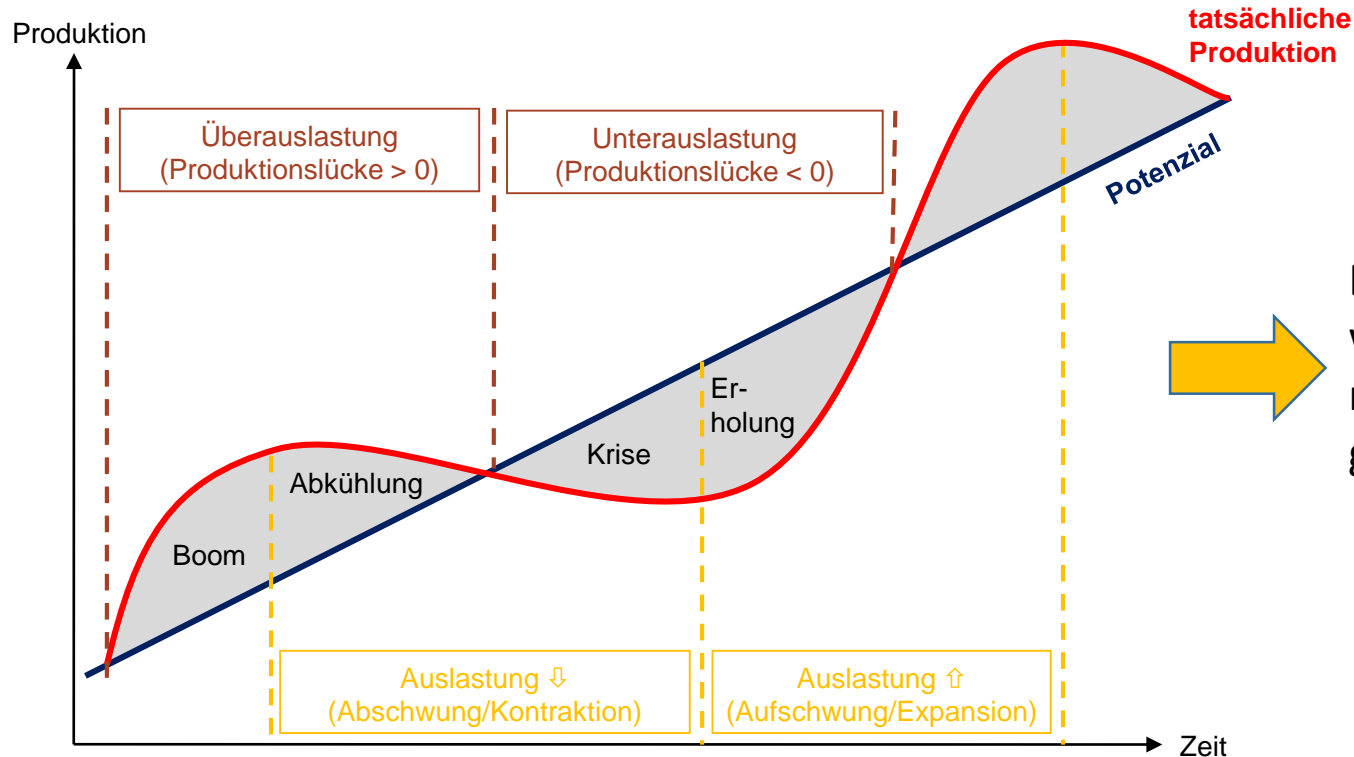 tatsächliche
Produktion
Produktion
Überauslastung
(Produktionslücke > 0)
Unterauslastung
(Produktionslücke < 0)
Potenzial
Er-
holung
Krise
Abkühlung
Boom
Auslastung ⇩
(Abschwung/Kontraktion)
Auslastung ⇧
(Aufschwung/Expansion)
Zeit